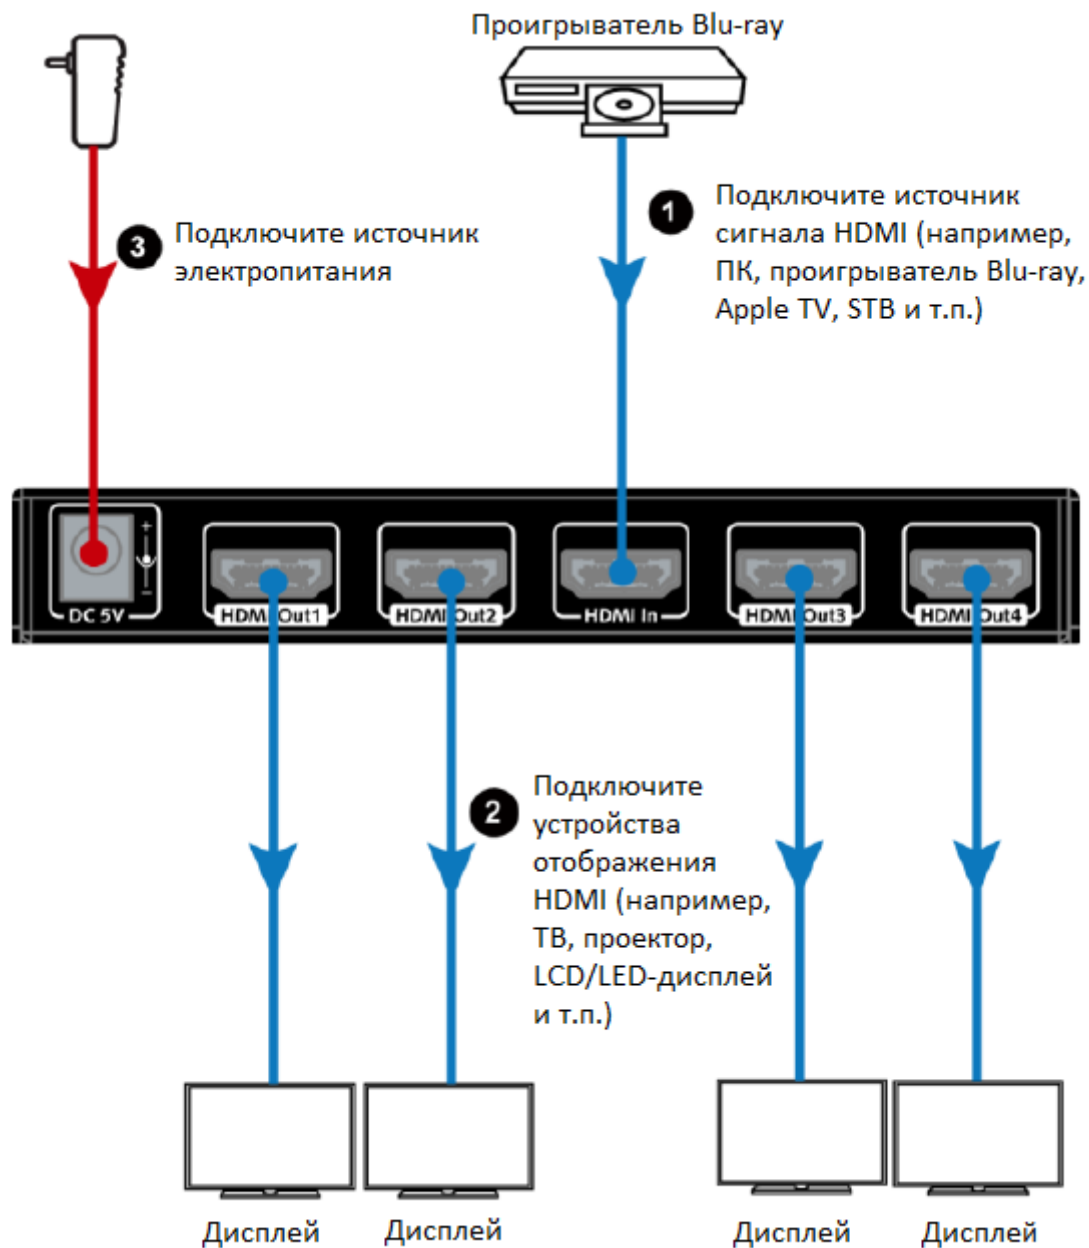 Проигрыватель Blu-ray
1
Подключите источник
сигнала HDMI (например,
ПК, проигрыватель Blu-ray,
Apple TV, STB и т.п.)
3
Подключите источник
электропитания
+
−
DC 5V
HDMI Out1
HDMI Out2
HDMI In
HDMI Out3
HDMI Out4
2
Подключите
устройства
отображения
HDMI (например,
ТВ, проектор,
LCD/LED-дисплей
и т.п.)
Дисплей
Дисплей
Дисплей
Дисплей